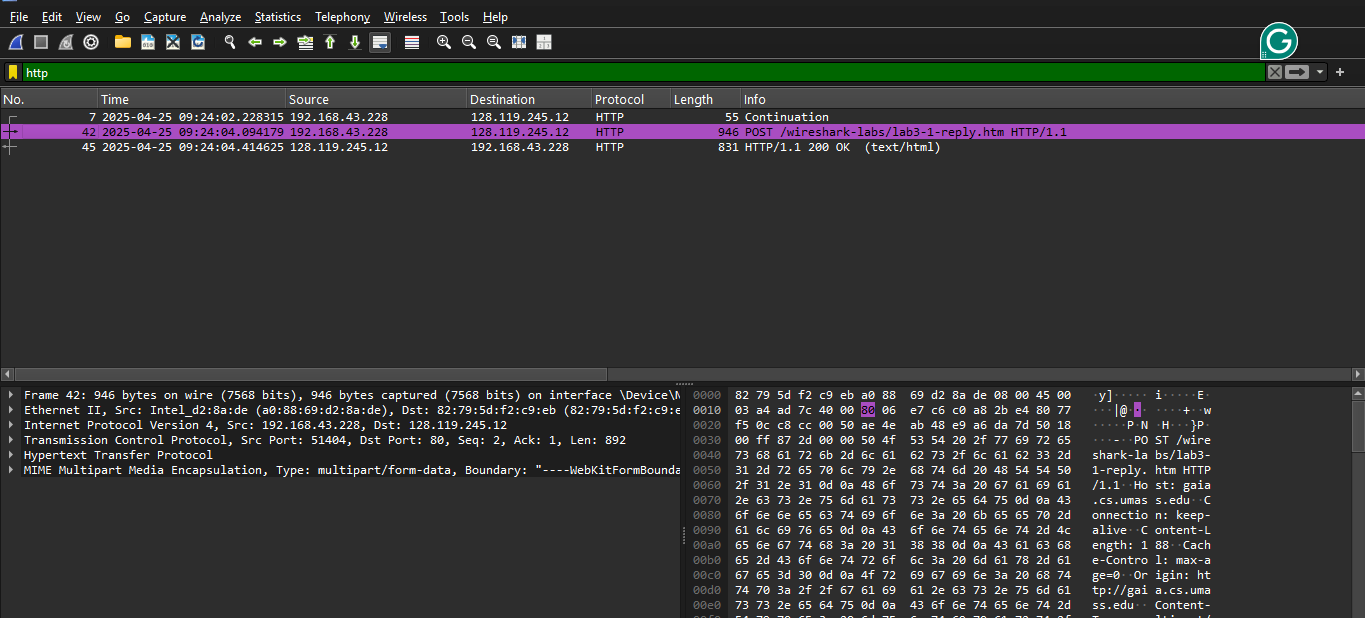 File Edit View Go Capture Analyze Statistics Telephony Wireless Tools Help
G
http
No. Time Source Destination Protocol Length Info
7 2025-04-25 09:24:02.228315 192.168.43.228 128.119.245.12 HTTP 55 Continuation
42 2025-04-25 09:24:04.094179 192.168.43.228 128.119.245.12 HTTP 946 POST /wireshark-labs/lab3-1-reply.htm HTTP/1.1
45 2025-04-25 09:24:04.414625 128.119.245.12 192.168.43.228 HTTP 831 HTTP/1.1 200 OK (text/html)
Frame 42: 946 bytes on wire (7568 bits), 946 bytes captured (7568 bits) on interface \Device\N
Ethernet II, Src: Intel_d2:8a:de (a0:88:69:d2:8a:de), Dst: 82:79:5d:f2:c9:eb (82:79:5d:f2:c9:e
Internet Protocol Version 4, Src: 192.168.43.228, Dst: 128.119.245.12
Transmission Control Protocol, Src Port: 51404, Dst Port: 80, Seq: 2, Ack: 1, Len: 892
Hypertext Transfer Protocol
MIME Multipart Media Encapsulation, Type: multipart/form-data, Boundary: "----WebKitFormBounda
0000 82 79 5d f2 c9 eb a0 88 69 d2 8a de 08 00 45 00 ·y]····· i·····E·
0010 03 a4 ad 7c 40 00 80 06 e7 c6 c0 a8 2b e4 80 77 ···|@··· ····+··w
0020 f5 0c c8 cc 00 50 ae 4e ab 48 e9 a6 da 7d 50 18 ·····P·N ·H···}P·
0030 00 ff 87 2d 00 00 50 4f 53 54 20 2f 77 69 72 65 ···-··PO ST /wire
0040 73 68 61 72 6b 2d 6c 61 62 73 2f 6c 61 62 33 2d shark-la bs/lab3-
0050 31 2d 72 65 70 6c 79 2e 68 74 6d 20 48 54 54 50 1-reply. htm HTTP
0060 2f 31 2e 31 0d 0a 48 6f 73 74 3a 20 67 61 69 61 /1.1··Ho st: gaia
0070 2e 63 73 2e 75 6d 61 73 73 2e 65 64 75 0d 0a 43 .cs.umas s.edu··C
0080 6f 6e 6e 65 63 74 69 6f 6e 3a 20 6b 65 65 70 2d onnectio n: keep-
0090 61 6c 69 76 65 0d 0a 43 6f 6e 74 65 6e 74 2d 4c alive··C ontent-L
00a0 65 6e 67 74 68 3a 20 31 38 38 0d 0a 43 61 63 68 ength: 1 88··Cach
00b0 65 2d 43 6f 6e 74 72 6f 6c 3a 20 6d 61 78 2d 61 e-Contro l: max-a
00c0 67 65 3d 30 0d 0a 4f 72 69 67 69 6e 3a 20 68 74 ge=0··Or igin: ht
00d0 74 70 3a 2f 2f 67 61 69 61 2e 63 73 2e 75 6d 61 tp://gai a.cs.uma
00e0 73 73 2e 65 64 75 0d 0a 43 6f 6e 74 65 6e 74 2d ss.edu·· Content-